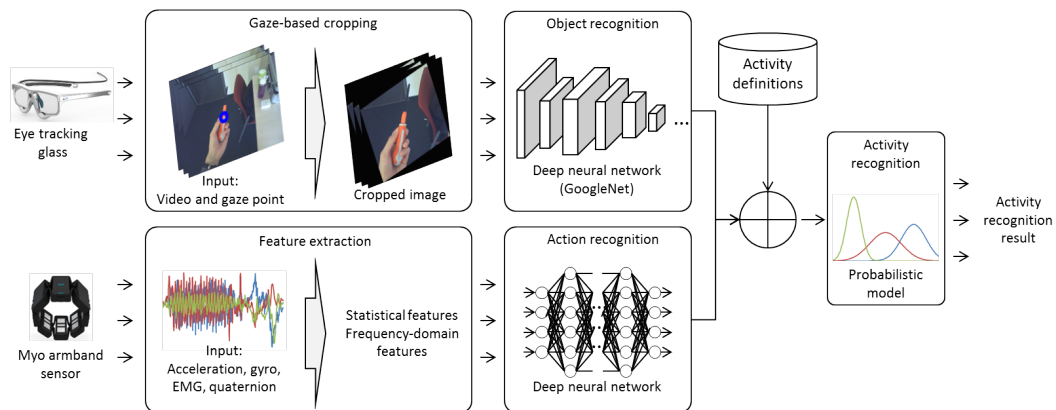 Gaze-based cropping
Object recognition
Activity
definitions
Eye tracking
glass
Input:
Video and gaze point
Cropped image
Deep neural network
(GoogleNet)
...
Activity
recognition
Probabilistic
model
Activity
recognition
result
Feature extraction
Action recognition
Myo armband
sensor
Input:
Acceleration, gyro,
EMG, quaternion
Statistical features
Frequency-domain
features
Deep neural network